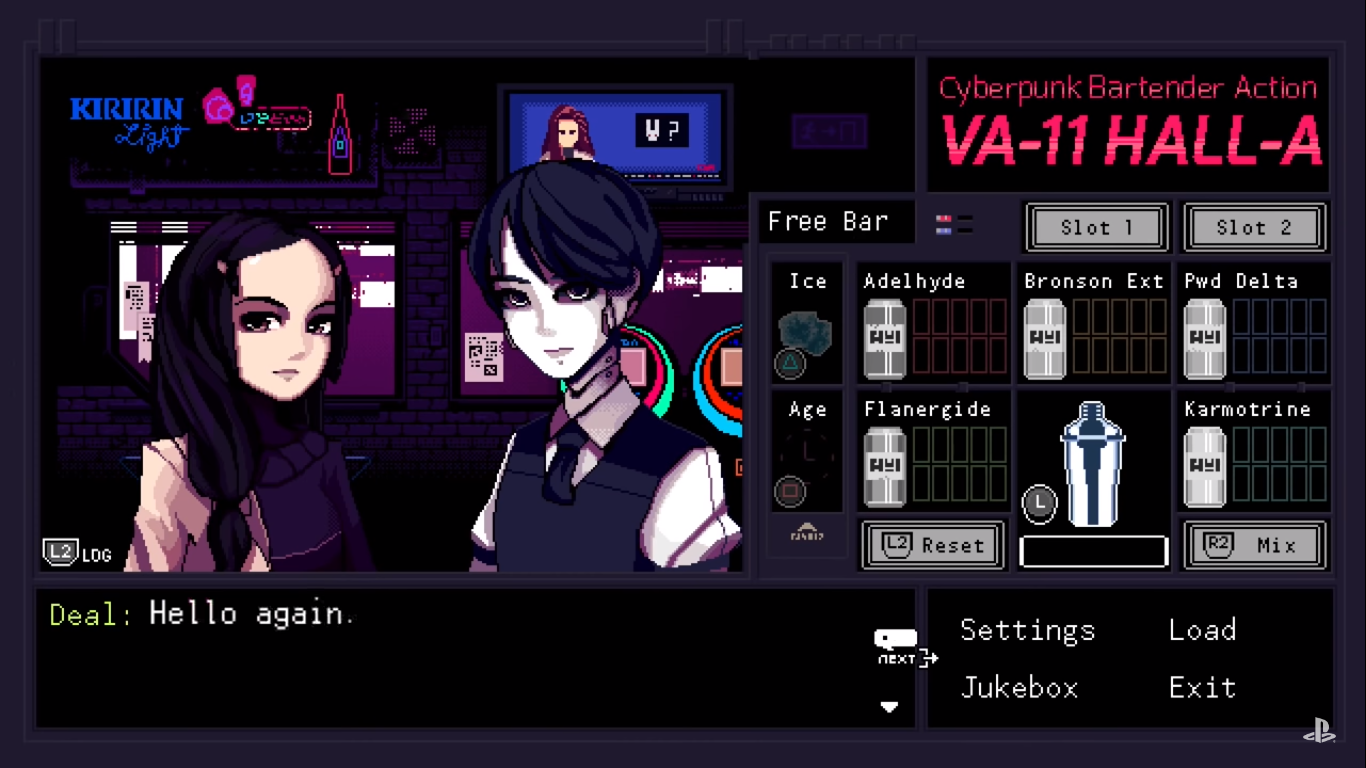 KIRIRIN
Light
OPEN
?
Cyberpunk Bartender Action
VA-11 HALL-A
Free Bar
Slot 1
Slot 2
Ice
Adelhyde
Bronson Ext
Pwd Delta
Age
Flanergide
Karmotrine
L
L2 Reset
R2 Mix
L2 LOG
Deal: Hello again.
NEXT
Settings
Load
Jukebox
Exit